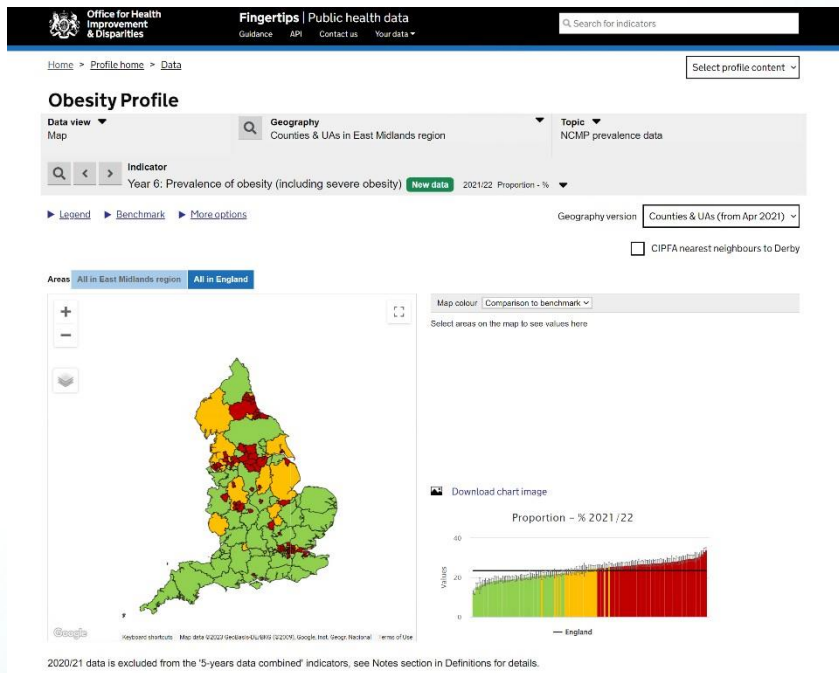 Office for Health
Improvement
& Disparities
Fingertips | Public health data
Guidance API Contact us Your data
Search for indicators
Home > Profile home > Data
Select profile content
Obesity Profile
Data view
Map
Geography
Counties & UAs in East Midlands region
Topic
NCMP prevalence data
Indicator
Year 6: Prevalence of obesity (including severe obesity) New data 2021/22 Proportion - %
Legend Benchmark More options
Geography version Counties & UAs (from Apr 2021)
CIPFA nearest neighbours to Derby
Areas All in East Midlands region All in England
Map colour Comparison to benchmark
Select areas on the map to see values here
Download chart image
Proportion - % 2021/22
Values
40
20
0
England
Google
Keyboard shortcuts Map data ©2023 GeoBasis-DE/BKG (©2009), Google, Inst. Geogr. Nacional Terms of Use
2020/21 data is excluded from the '5-years data combined' indicators, see Notes section in Definitions for details.